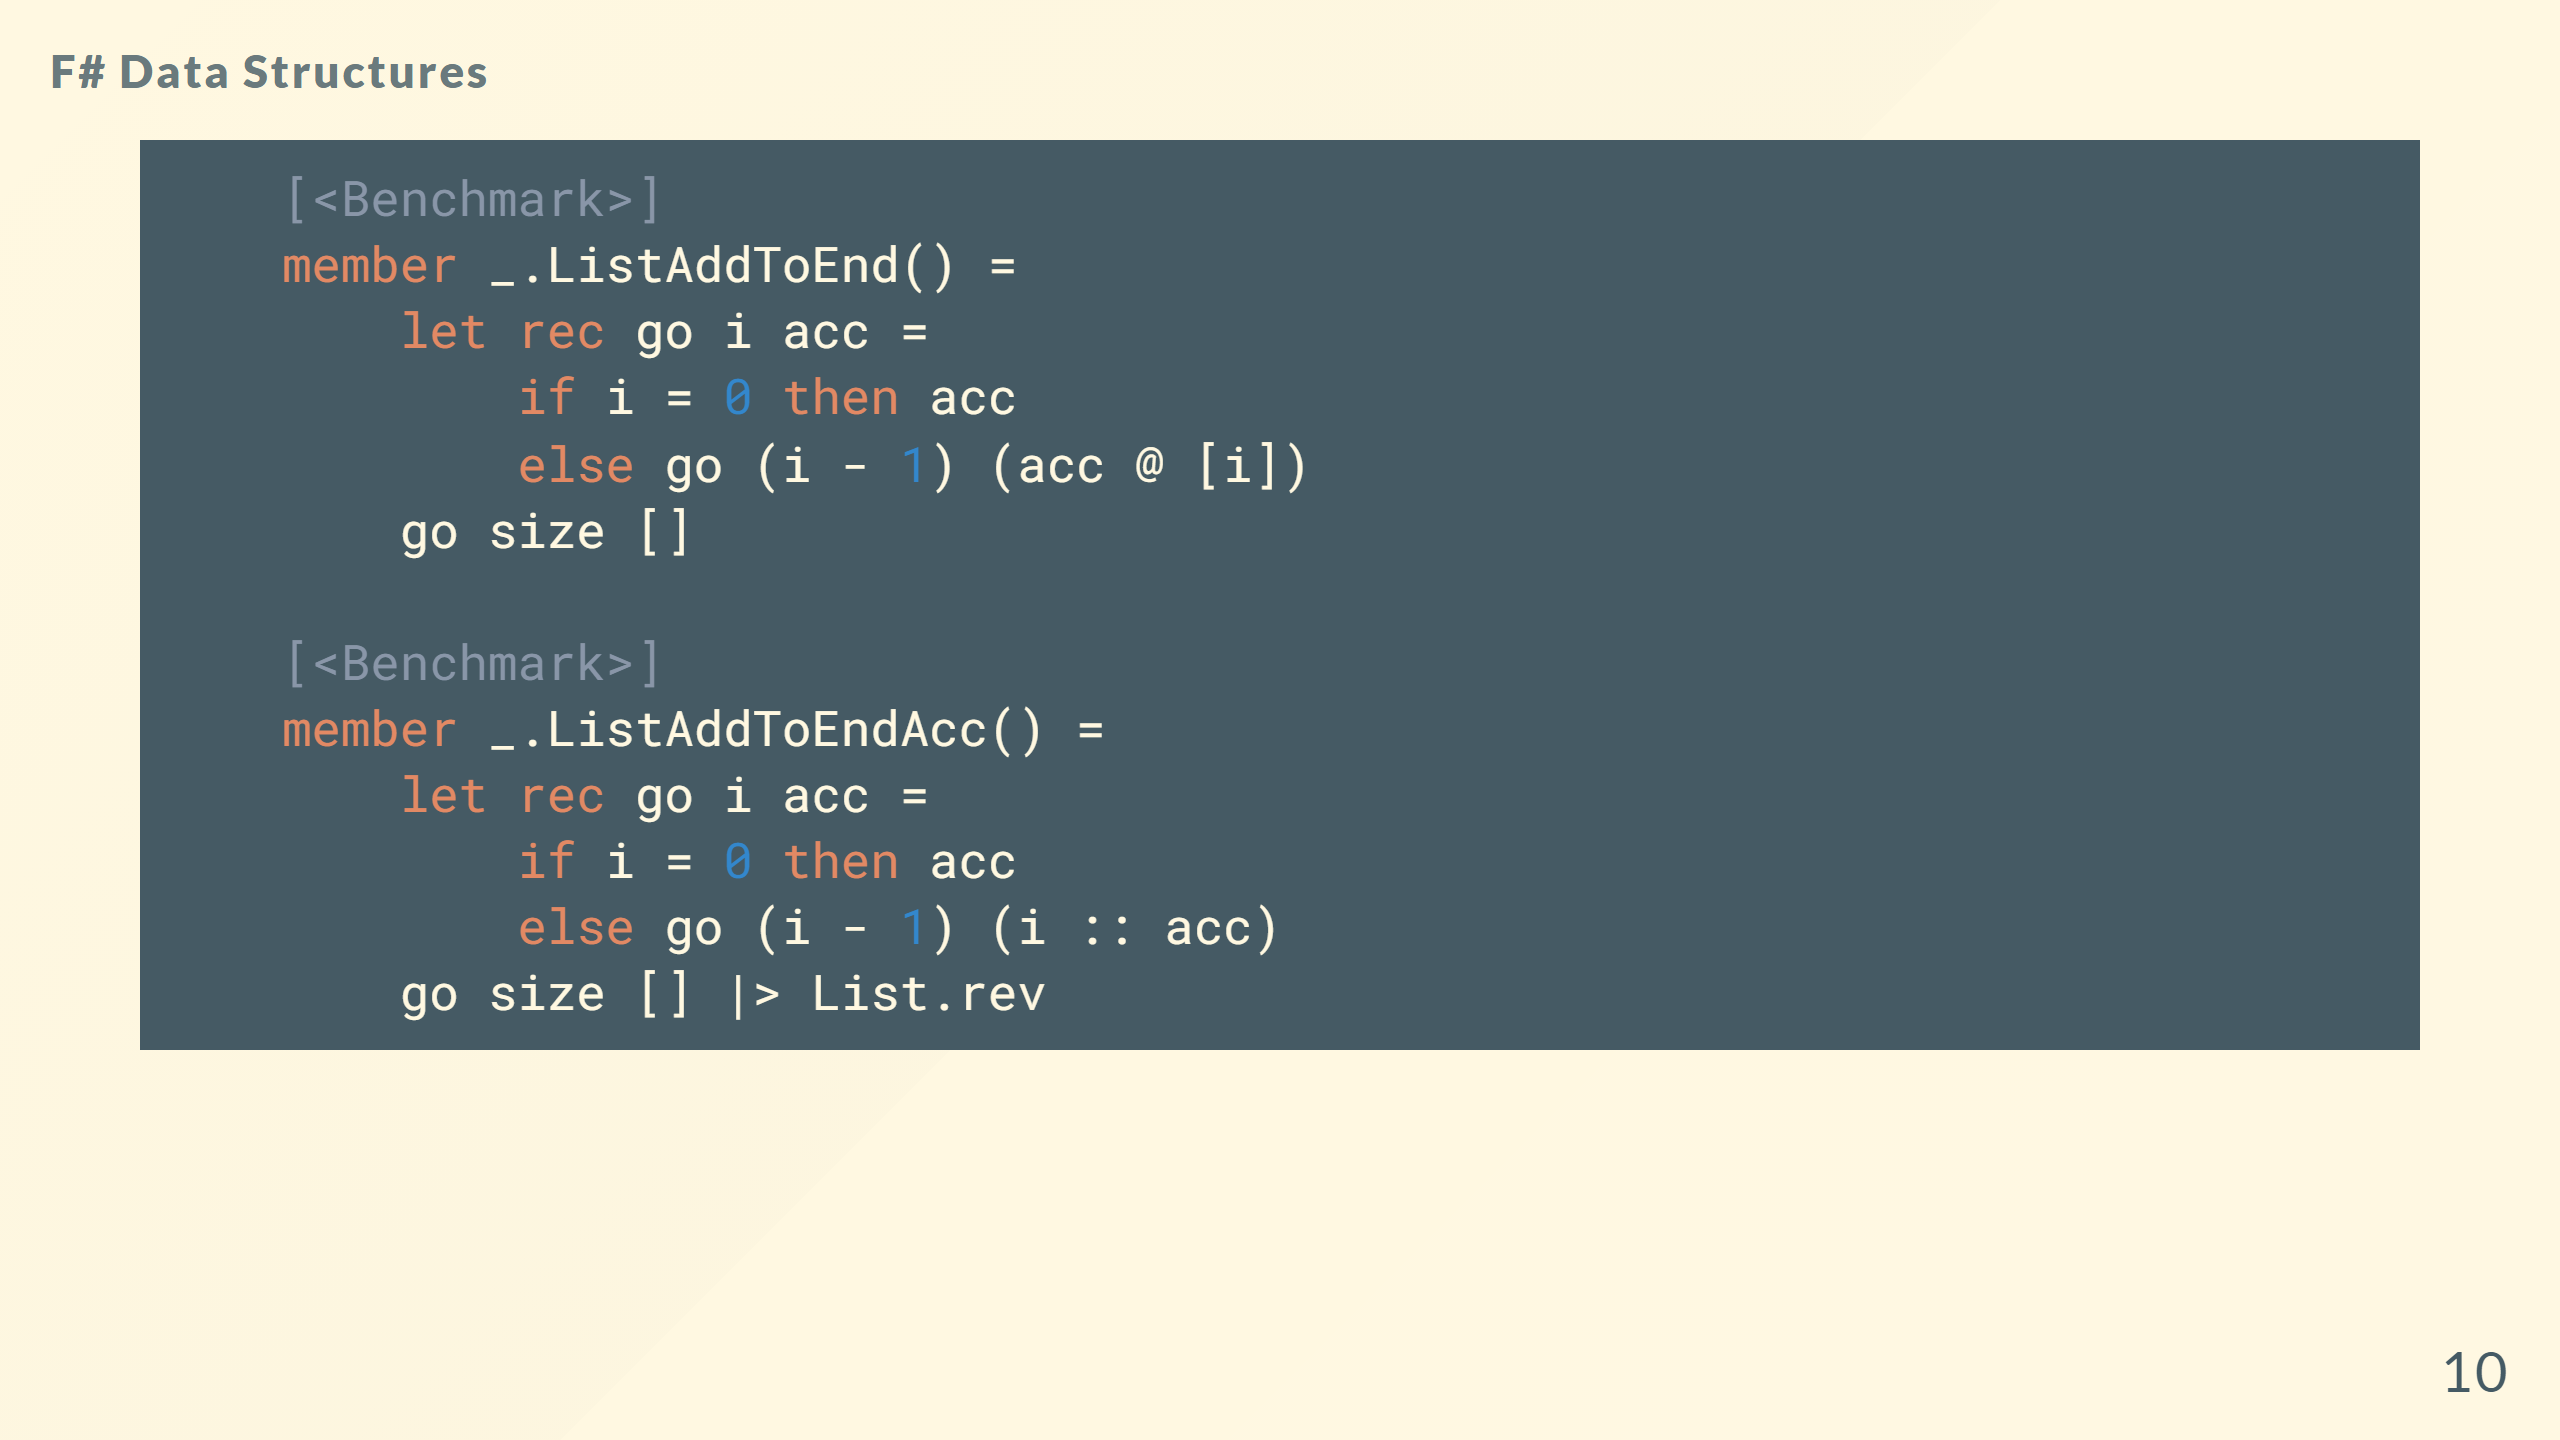 F# Data Structures
[<Benchmark>]
member _.ListAddToEnd() =
    let rec go i acc =
        if i = 0 then acc
        else go (i - 1) (acc @ [i])
    go size []

[<Benchmark>]
member _.ListAddToEndAcc() =
    let rec go i acc =
        if i = 0 then acc
        else go (i - 1) (i :: acc)
    go size [] |> List.rev
10